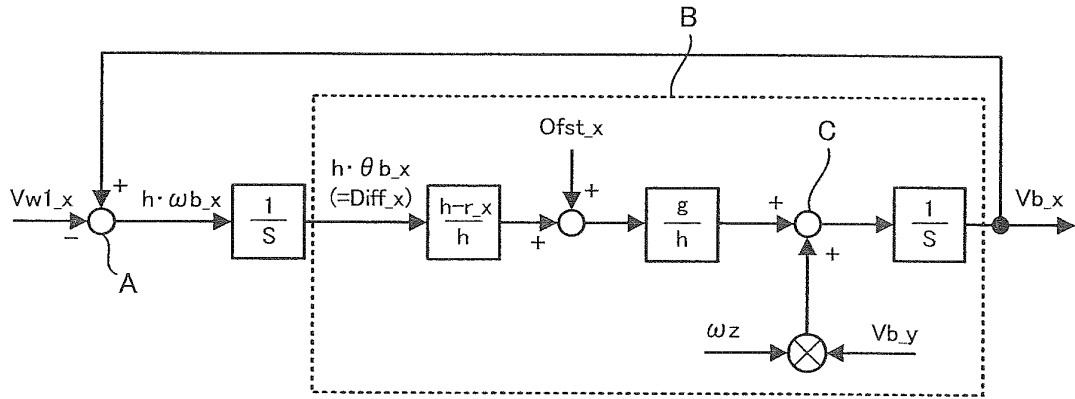 B
Ofst_x
C
Vw1_x
+
−
h·ωb_x
1
S
h·θb_x
(=Diff_x)
h-r_x
h
+
+
g
h
+
+
1
S
Vb_x
A
ωz
Vb_y